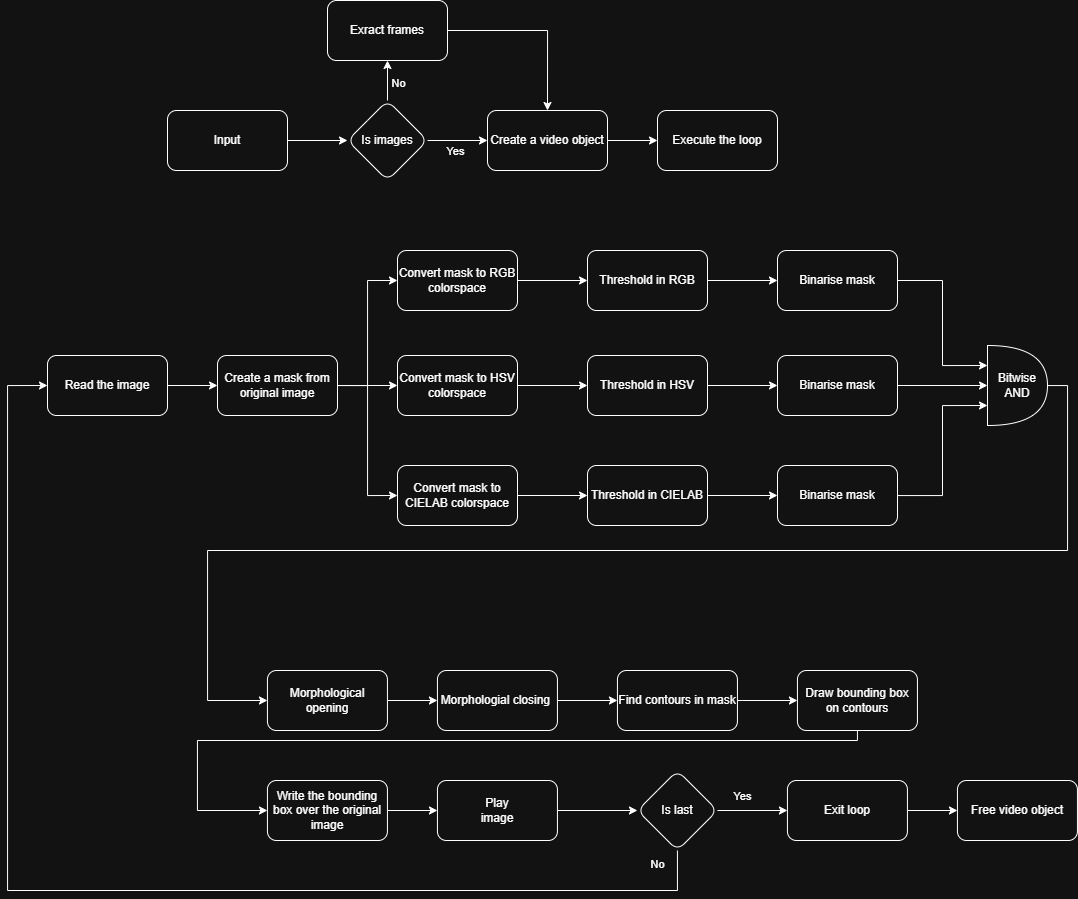 Exract frames
No
Input
Is images
Yes
Create a video object
Execute the loop
Convert mask to RGB
colorspace
Threshold in RGB
Binarise mask
Read the image
Create a mask from
original image
Convert mask to HSV
colorspace
Threshold in HSV
Binarise mask
Bitwise
AND
Convert mask to
CIELAB colorspace
Threshold in CIELAB
Binarise mask
Morphological
opening
Morphologial closing
Find contours in mask
Draw bounding box
on contours
Write the bounding
box over the original
image
Play
image
Is last
Yes
Exit loop
Free video object
No